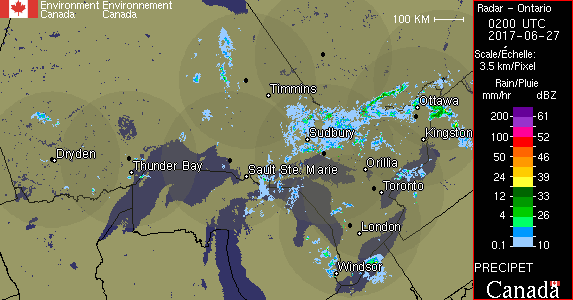 Environment Environnement
Canada Canada
100 KM
Timmins
Ottawa
Sudbury
Kingston
Dryden
Thunder Bay
Sault Ste. Marie
Orillia
Toronto
London
Windsor
Radar - Ontario
0200 UTC
2017-06-27
Scale/Échelle:
3.5 km/Pixel
Rain/Pluie
mm/hr dBZ
200 61
100 52
50 46
24 39
12 33
4 26
0.1 10
PRECIPET
Canada